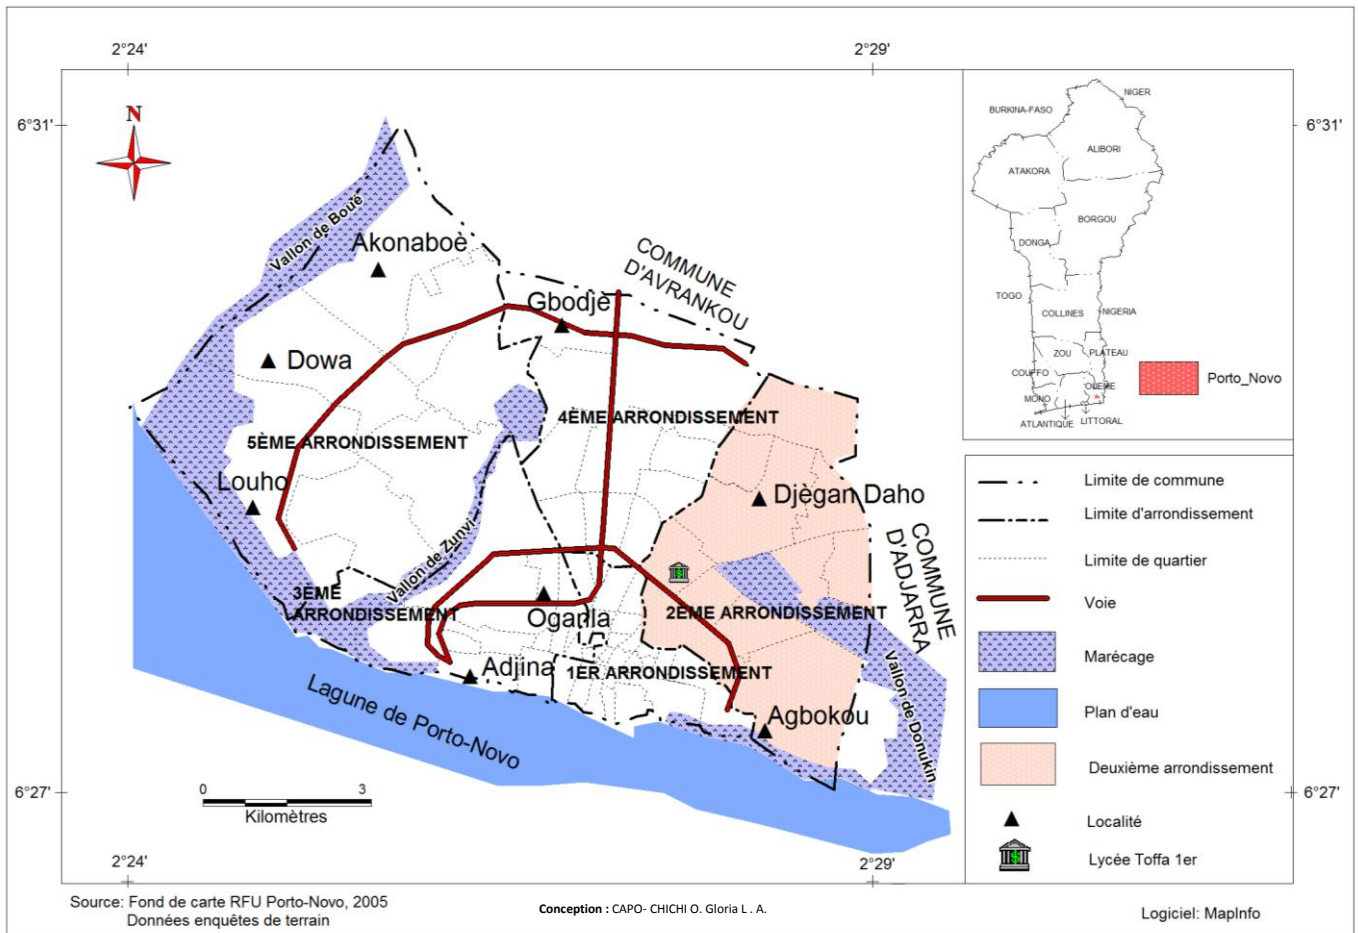 2°24'
2°29'
6°31'
6°31'
N
BURKINA-FASO
NIGER
ALIBORI
ATAKORA
BORGOU
DONGA
TOGO
NIGERIA
COLLINES
ZOU
PLATEAU
COUFFO
OUEME
MONO
LITTORAL
ATLANTIQUE
Porto_Novo
Vallon de Boué
Akonaboè
COMMUNE
D'AVRANKOU
Gbodjè
Dowa
4ÈME ARRONDISSEMENT
5ÈME ARRONDISSEMENT
Louho
Djègan Daho
COMMUNE
D'ADJARRA
Vallon de Zunvi
3EME
ARRONDISSEMENT
Oganla
2EME ARRONDISSEMENT
Adjina
1ER ARRONDISSEMENT
Agbokou
Vallon de Donukin
Lagune de Porto-Novo
0 3
Kilomètres
Limite de commune
Limite d'arrondissement
Limite de quartier
Voie
Marécage
Plan d'eau
Deuxième arrondissement
Localité
Lycée Toffa 1er
6°27'
6°27'
2°24'
2°29'
Source: Fond de carte RFU Porto-Novo, 2005
Données enquêtes de terrain
Conception : CAPO- CHICHI O. Gloria L . A.
Logiciel: MapInfo